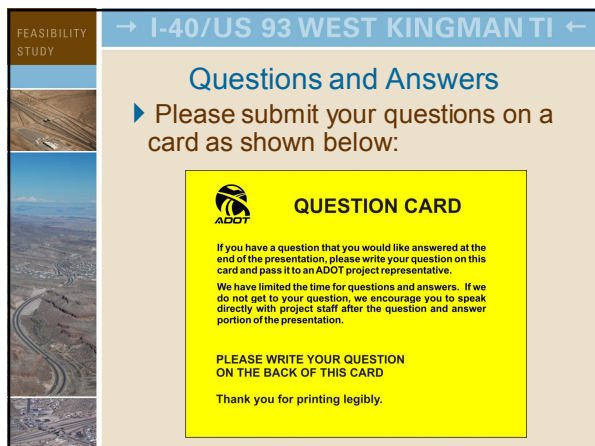 FEASIBILITY
STUDY
→ I-40/US 93 WEST KINGMAN TI ←
Questions and Answers
Please submit your questions on a
card as shown below:
ADOT
QUESTION CARD
If you have a question that you would like answered at the
end of the presentation, please write your question on this
card and pass it to an ADOT project representative.
We have limited the time for questions and answers. If we
do not get to your question, we encourage you to speak
directly with project staff after the question and answer
portion of the presentation.
PLEASE WRITE YOUR QUESTION
ON THE BACK OF THIS CARD
Thank you for printing legibly.